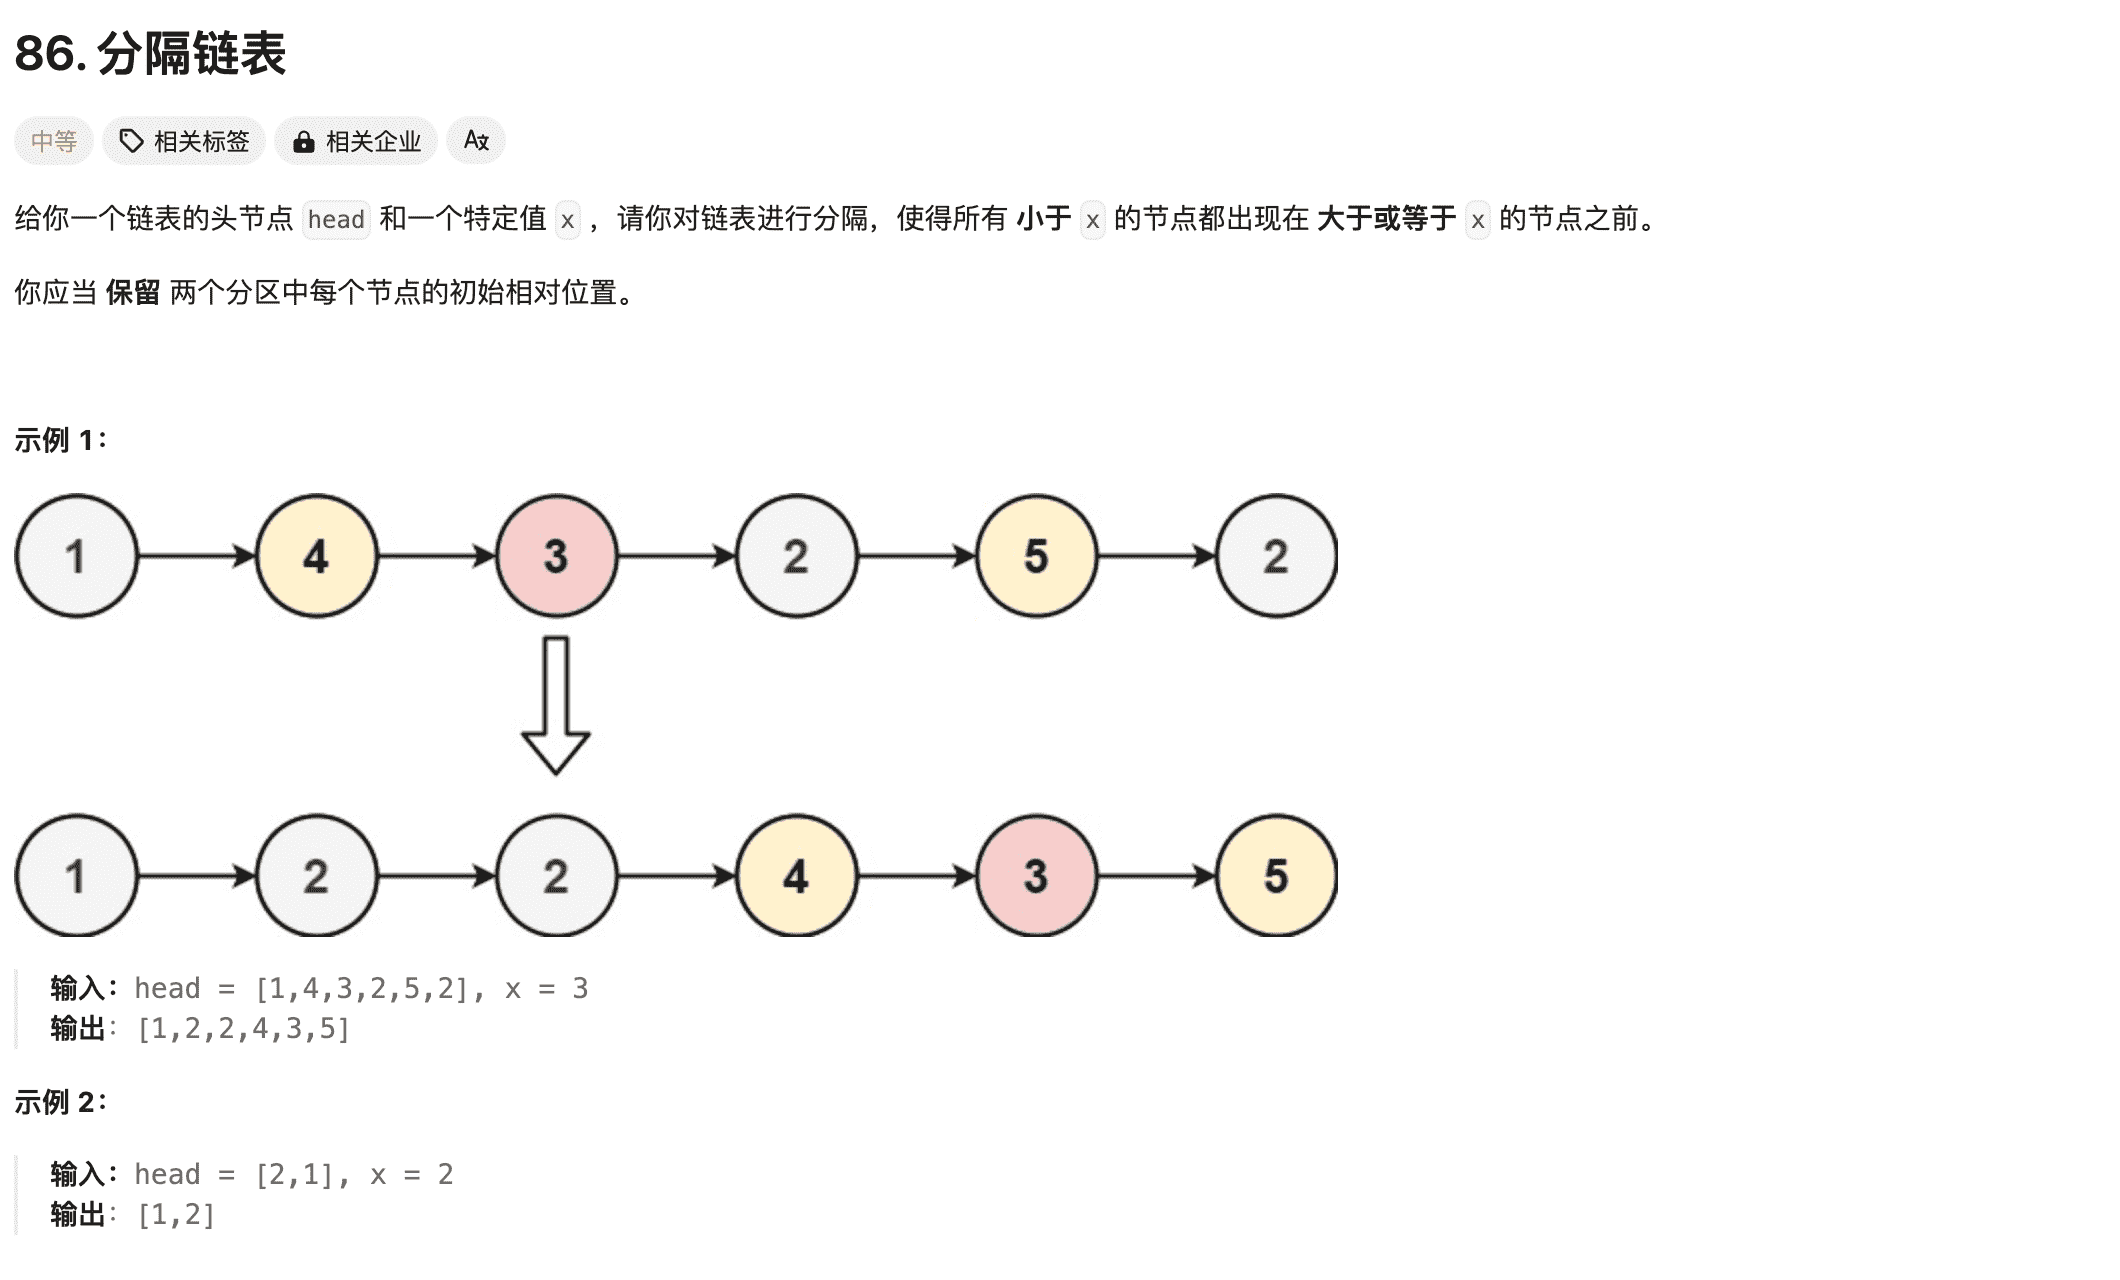 86. 分隔链表
中等 相关标签 相关企业
给你一个链表的头节点 head 和一个特定值 x ，请你对链表进行分隔，使得所有 小于 x 的节点都出现在 大于或等于 x 的节点之前。
你应当 保留 两个分区中每个节点的初始相对位置。
示例 1：
1 4 3 2 5 2
1 2 2 4 3 5
输入：head = [1,4,3,2,5,2], x = 3
输出：[1,2,2,4,3,5]
示例 2：
输入：head = [2,1], x = 2
输出：[1,2]